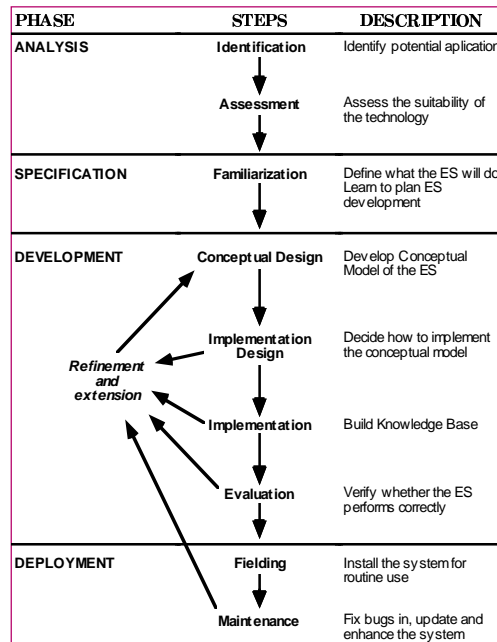 PHASE STEPS DESCRIPTION
ANALYSIS Identification Identify potential aplication
Assessment Assess the suitability of
the technology
SPECIFICATION Familiarization Define what the ES will do
Learn to plan ES
development
DEVELOPMENT Conceptual Design Develop Conceptual
Model of the ES
Implementation Decide how to implement
Design the conceptual model
Refinement
and
extension
Implementation Build Knowledge Base
Evaluation Verify whether the ES
performs correctly
DEPLOYMENT Fielding Install the system for
routine use
Maintenance Fix bugs in, update and
enhance the system